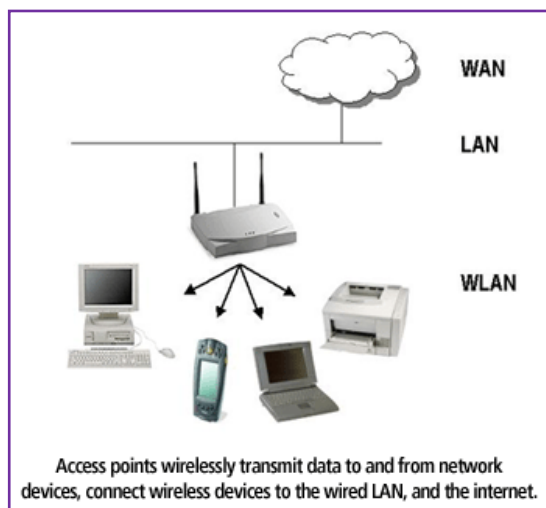 WAN
LAN
WLAN
Access points wirelessly transmit data to and from network
devices, connect wireless devices to the wired LAN, and the internet.